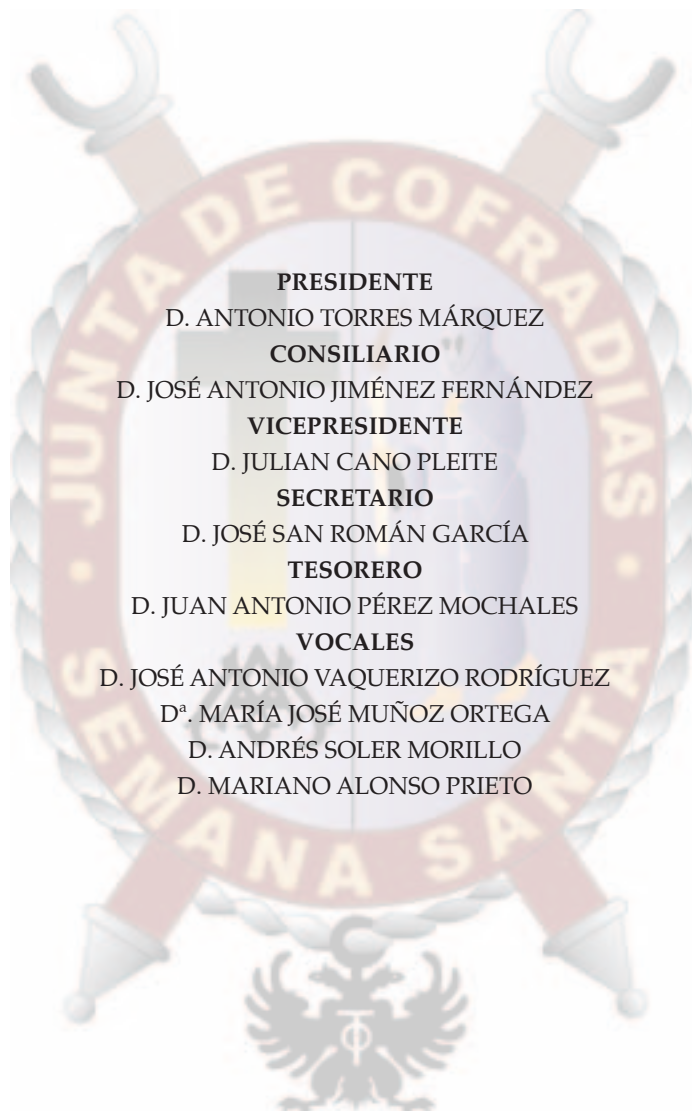 JUNTA DE COFRADIAS
PRESIDENTE
D. ANTONIO TORRES MÁRQUEZ
CONSILIARIO
D. JOSÉ ANTONIO JIMÉNEZ FERNÁNDEZ
VICEPRESIDENTE
D. JULIAN CANO PLEITE
SECRETARIO
D. JOSÉ SAN ROMÁN GARCÍA
TESORERO
D. JUAN ANTONIO PÉREZ MOCHALES
VOCALES
D. JOSÉ ANTONIO VAQUERIZO RODRÍGUEZ
Dª. MARÍA JOSÉ MUÑOZ ORTEGA
D. ANDRÉS SOLER MORILLO
D. MARIANO ALONSO PRIETO
SEMANA SANTA